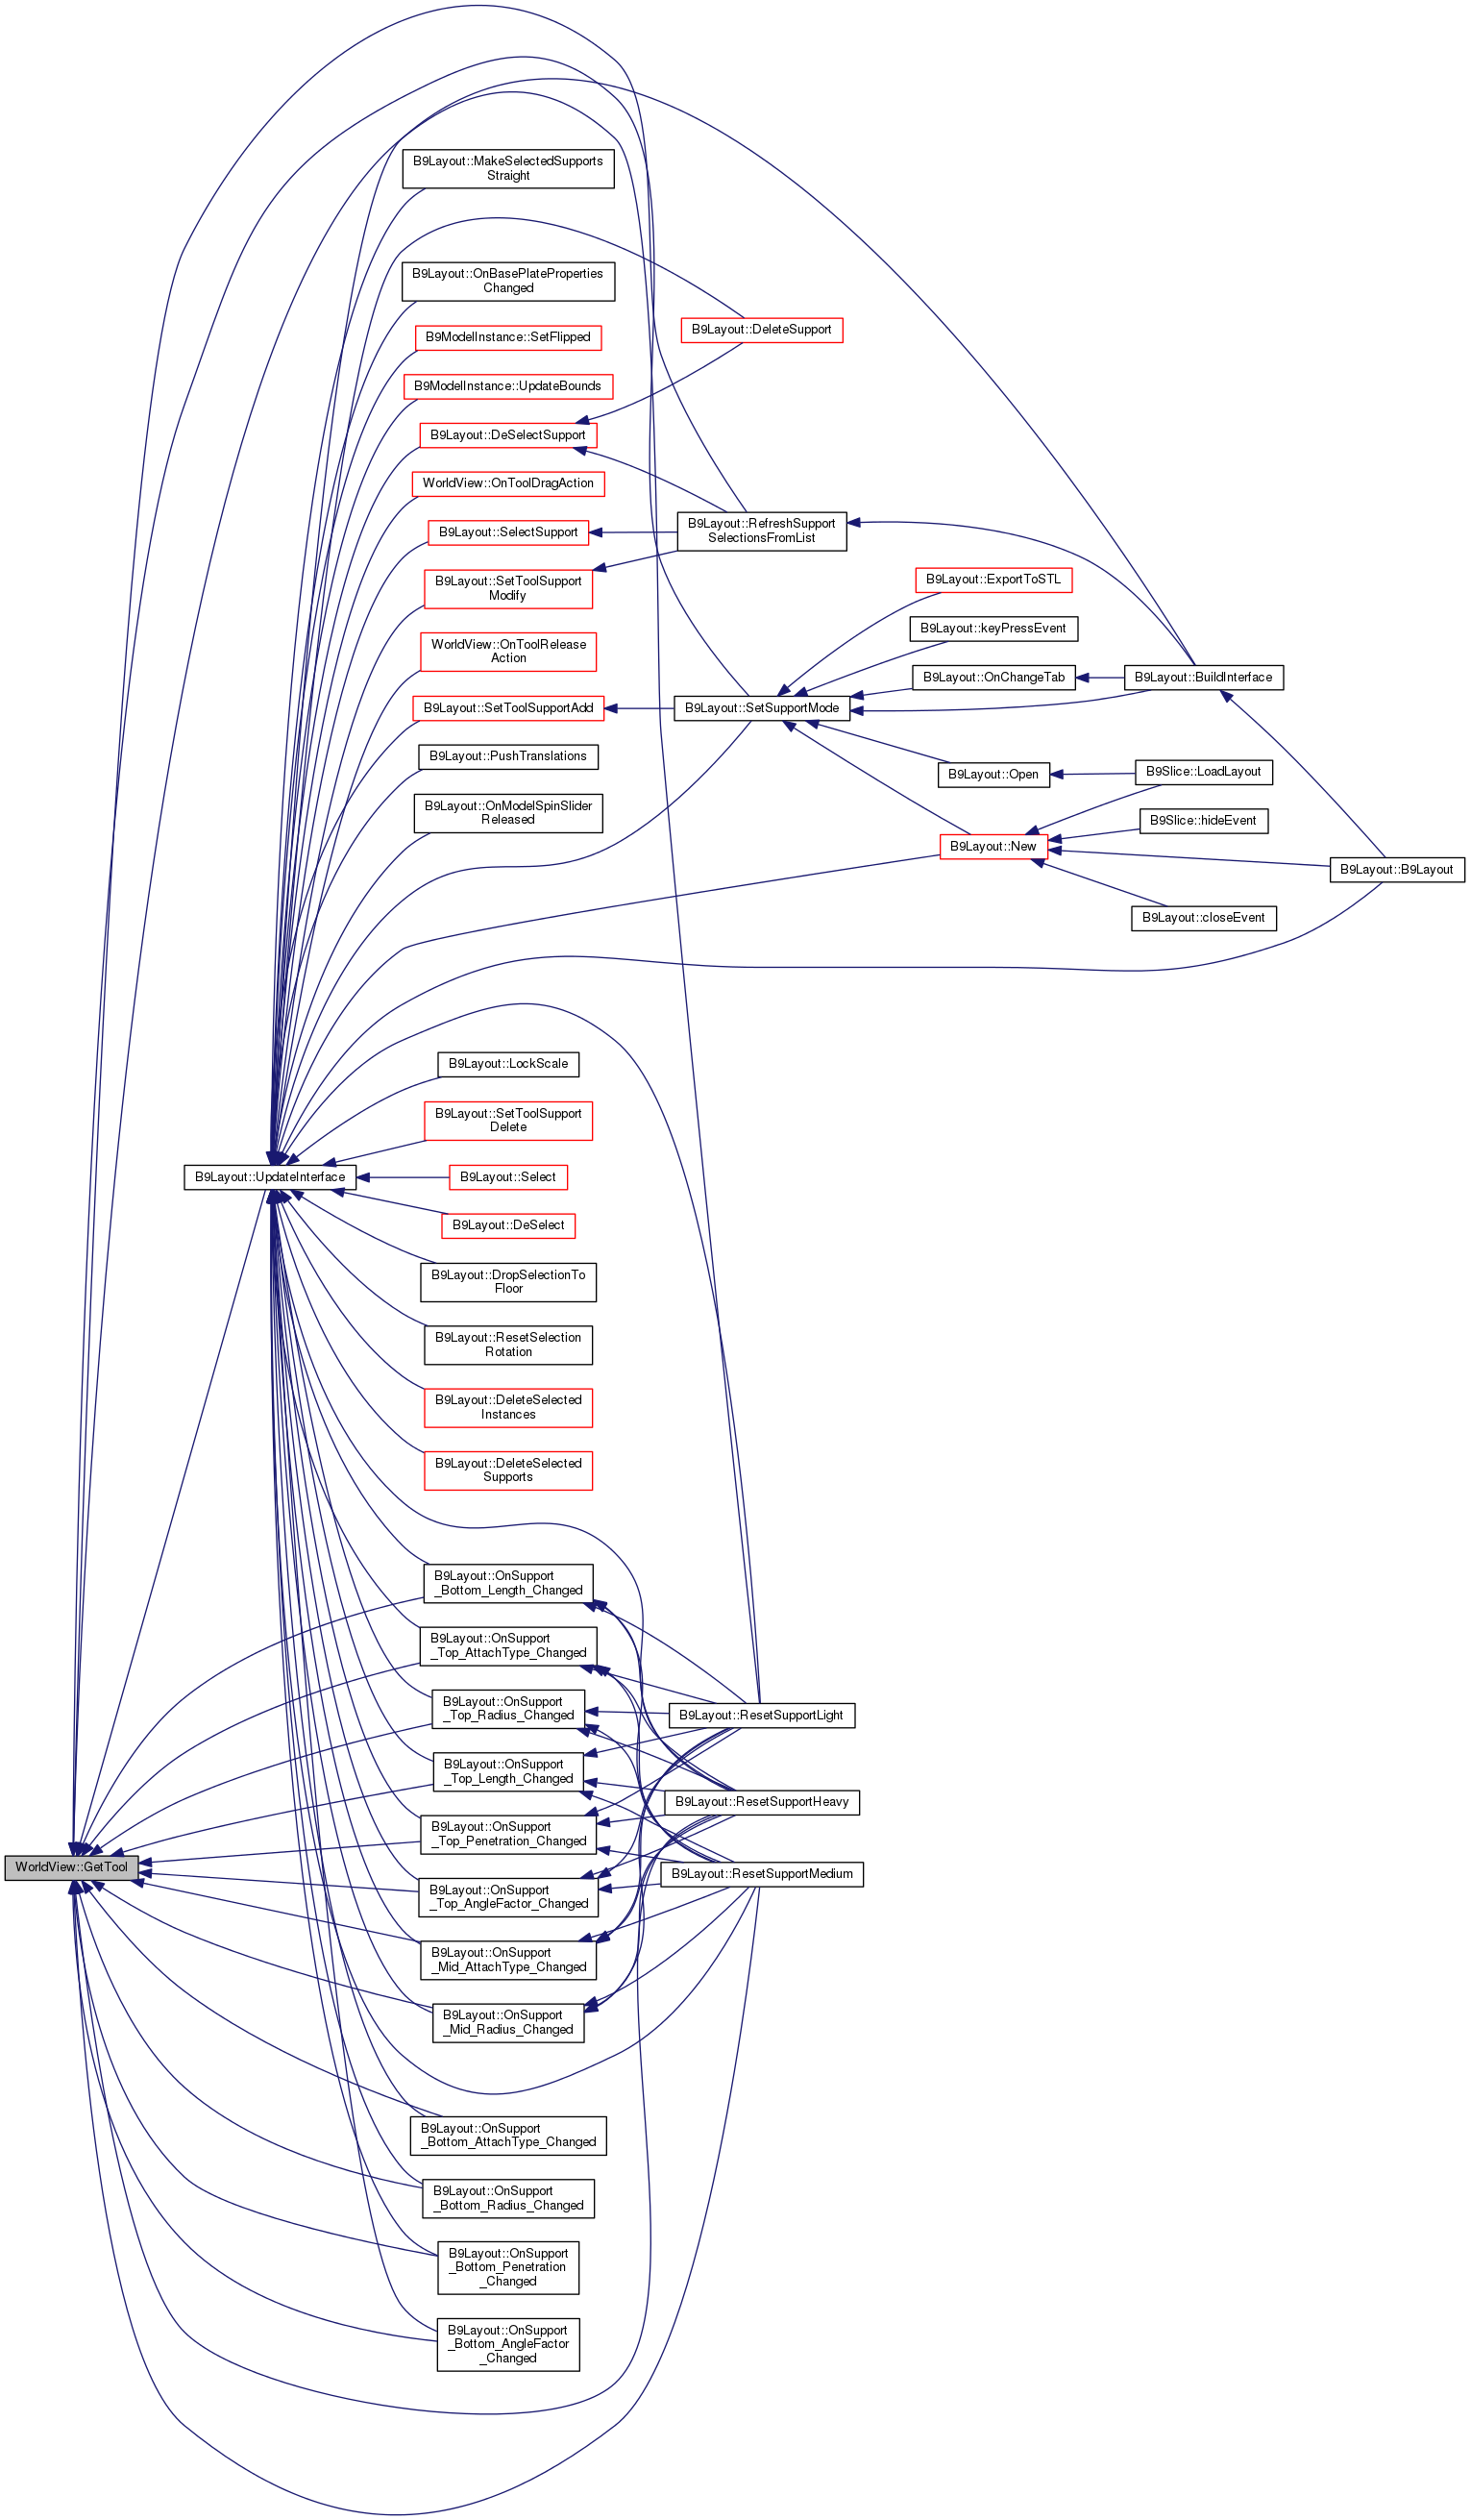 B9Layout::MakeSelectedSupports
Straight
B9Layout::OnBasePlateProperties
Changed
B9Layout::DeleteSupport
B9ModelInstance::SetFlipped
B9ModelInstance::UpdateBounds
B9Layout::DeSelectSupport
WorldView::OnToolDragAction
B9Layout::SelectSupport
B9Layout::RefreshSupport
SelectionsFromList
B9Layout::SetToolSupport
Modify
B9Layout::ExportToSTL
B9Layout::keyPressEvent
WorldView::OnToolRelease
Action
B9Layout::OnChangeTab
B9Layout::BuildInterface
B9Layout::SetToolSupportAdd
B9Layout::SetSupportMode
B9Layout::PushTranslations
B9Layout::Open
B9Slice::LoadLayout
B9Layout::OnModelSpinSlider
Released
B9Slice::hideEvent
B9Layout::New
B9Layout::B9Layout
B9Layout::closeEvent
B9Layout::LockScale
B9Layout::SetToolSupport
Delete
B9Layout::UpdateInterface
B9Layout::Select
B9Layout::DeSelect
B9Layout::DropSelectionTo
Floor
B9Layout::ResetSelection
Rotation
B9Layout::DeleteSelected
Instances
B9Layout::DeleteSelected
Supports
B9Layout::OnSupport
_Bottom_Length_Changed
B9Layout::OnSupport
_Top_AttachType_Changed
B9Layout::OnSupport
_Top_Radius_Changed
B9Layout::ResetSupportLight
B9Layout::OnSupport
_Top_Length_Changed
B9Layout::ResetSupportHeavy
B9Layout::OnSupport
_Top_Penetration_Changed
WorldView::GetTool
B9Layout::ResetSupportMedium
B9Layout::OnSupport
_Top_AngleFactor_Changed
B9Layout::OnSupport
_Mid_AttachType_Changed
B9Layout::OnSupport
_Mid_Radius_Changed
B9Layout::OnSupport
_Bottom_AttachType_Changed
B9Layout::OnSupport
_Bottom_Radius_Changed
B9Layout::OnSupport
_Bottom_Penetration
_Changed
B9Layout::OnSupport
_Bottom_AngleFactor
_Changed